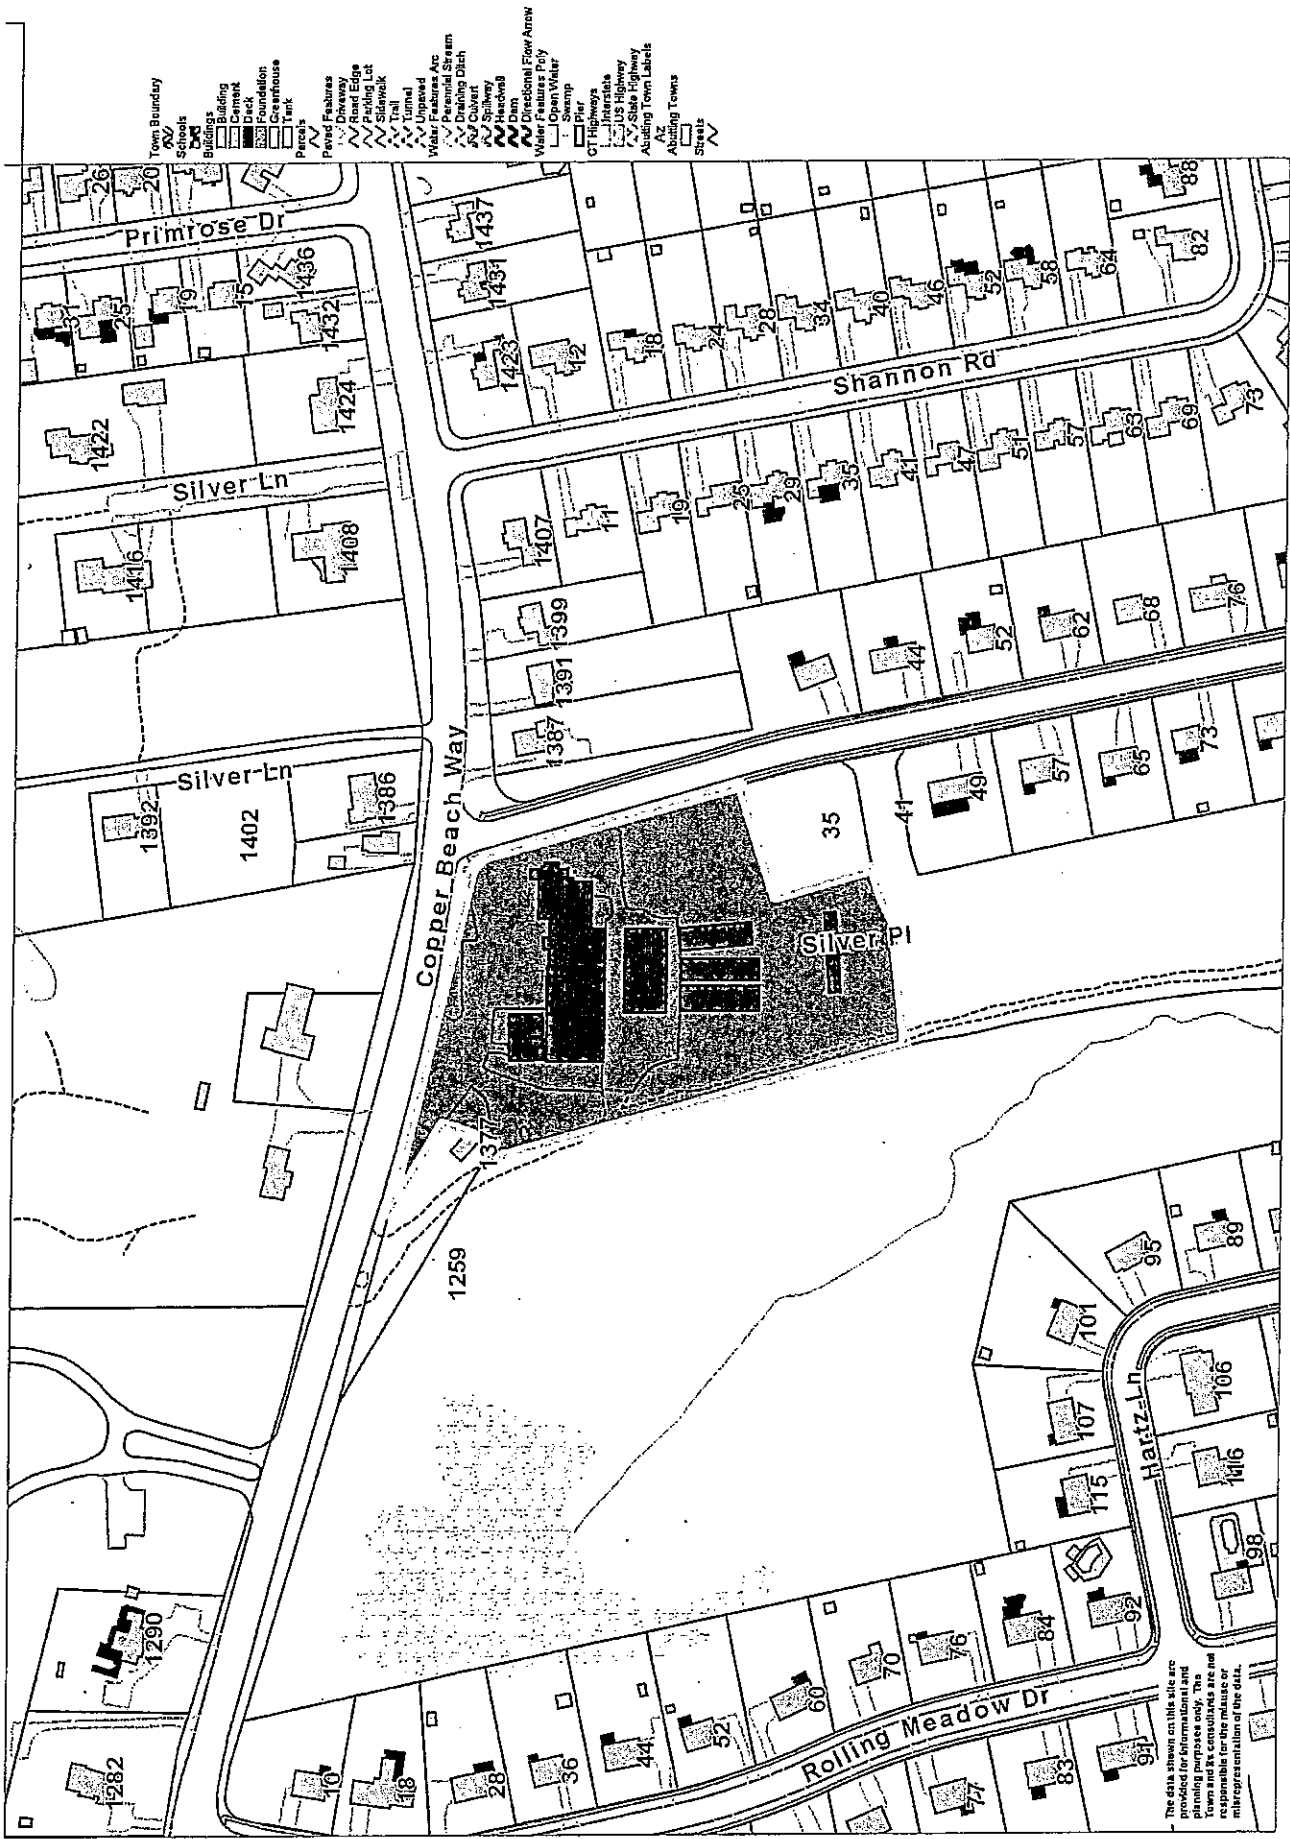 Town Boundary
Schools
Buildings
Building
Cement
Deck
Foundation
Greenhouse
Tank
Parcels
Paved Features
Driveway
Road Edge
Parking Lot
Sidewalk
Trail
Tunnel
Unpaved
Water Features Arc
Perennial Stream
Draining Ditch
Culvert
Spillway
Headwall
Dam
Directional Flow Arrow
Water Features Poly
Open Water
Swamp
Pier
CT Highways
Interstate
US Highway
State Highway
Abutting Town Labels
Az
Abutting Towns
Streets
26
20
Primrose Dr
31
25
19
15
1436
1432
1437
1431
1423
1422
1424
12
18
24
28
34
40
46
52
58
64
82
88
Shannon Rd
Silver Ln
1416
1408
1407
11
19
25
29
35
41
47
51
57
63
69
73
1399
1391
1387
44
52
62
68
76
Silver Ln
1392
1402
1386
Copper Beach Way
35
41
49
57
65
73
Silver Pl
1377
1259
95
89
101
107
106
Hartz Ln
115
116
98
1290
1282
10
18
28
36
44
52
60
70
76
84
92
Rolling Meadow Dr
77
83
91
The data shown on this site are
provided for informational and
planning purposes only. The
Town and its consultants are not
responsible for the misuse or
misrepresentation of the data.